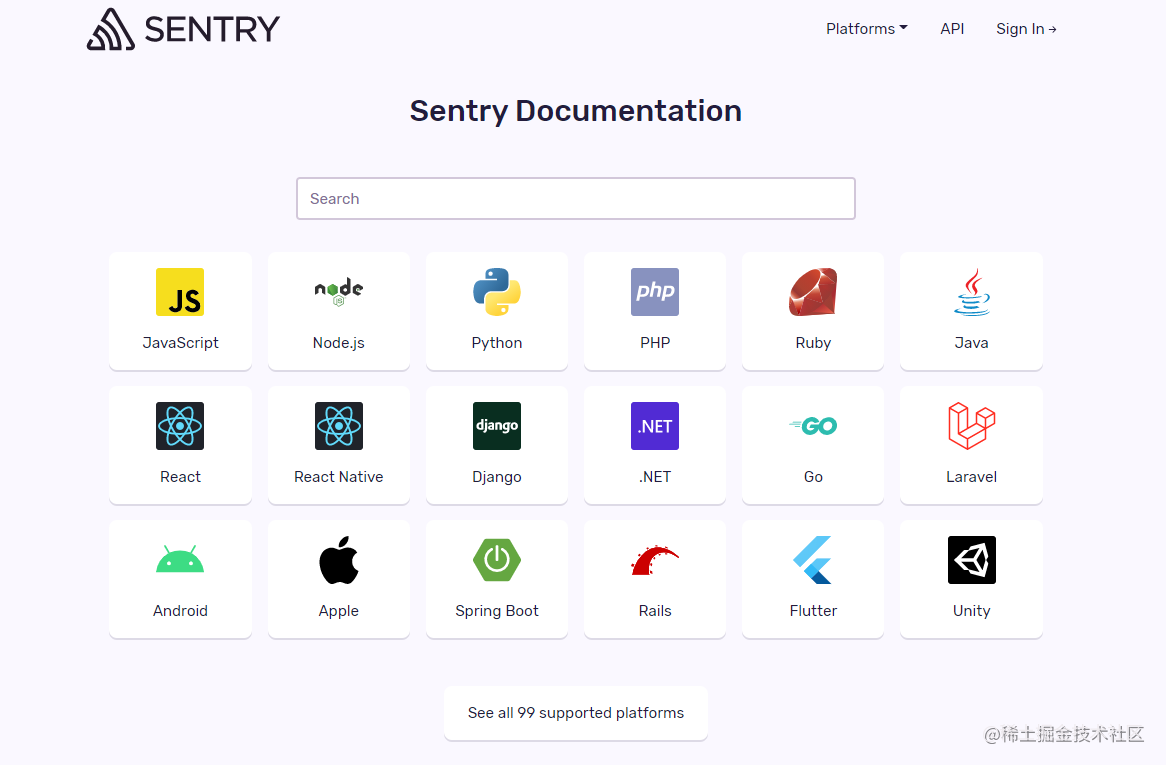 SENTRY
Platforms API Sign In →
Sentry Documentation
Search
JS node JS php
JavaScript Node.js Python PHP Ruby Java
django .NET GO
React React Native Django .NET Go Laravel
Android Apple Spring Boot Rails Flutter Unity
See all 99 supported platforms
@稀土掘金技术社区